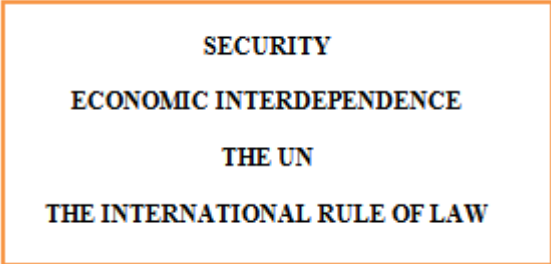 SECURITY
ECONOMIC INTERDEPENDENCE
THE UN
THE INTERNATIONAL RULE OF LAW